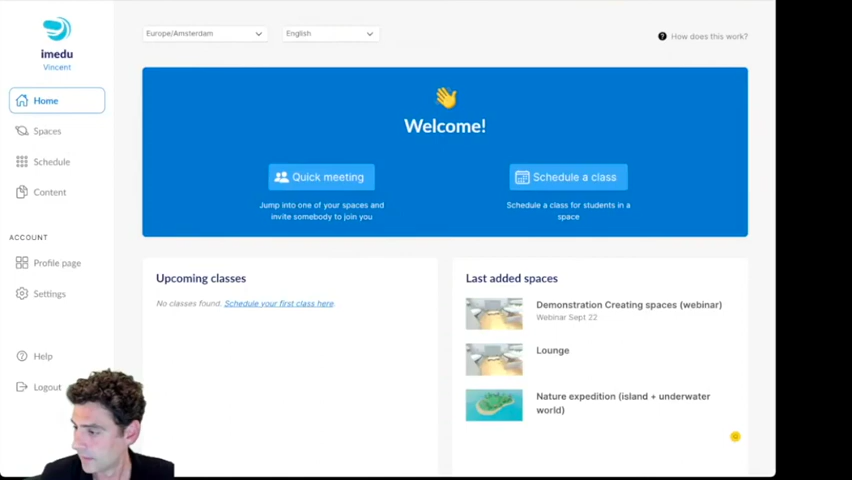 imedu
Vincent
Home
Spaces
Schedule
Content
ACCOUNT
Profile page
Settings
Help
Logout
Europe/Amsterdam
English
How does this work?
Welcome!
Quick meeting
Jump into one of your spaces and
invite somebody to join you
Schedule a class
Schedule a class for students in a
space
Upcoming classes
No classes found. Schedule your first class here.
Last added spaces
Demonstration Creating spaces (webinar)
Webinar Sept 22
Lounge
Nature expedition (island + underwater
world)